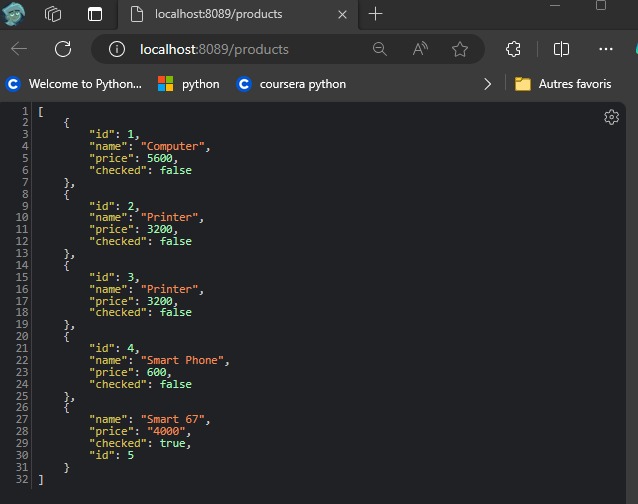 localhost:8089/products
localhost:8089/products
Welcome to Python... python coursera python Autres favoris
1 [
2     {
3         "id": 1,
4         "name": "Computer",
5         "price": 5600,
6         "checked": false
7     },
8     {
9         "id": 2,
10         "name": "Printer",
11         "price": 3200,
12         "checked": false
13     },
14     {
15         "id": 3,
16         "name": "Printer",
17         "price": 3200,
18         "checked": false
19     },
20     {
21         "id": 4,
22         "name": "Smart Phone",
23         "price": 600,
24         "checked": false
25     },
26     {
27         "name": "Smart 67",
28         "price": "4000",
29         "checked": true,
30         "id": 5
31     }
32 ]